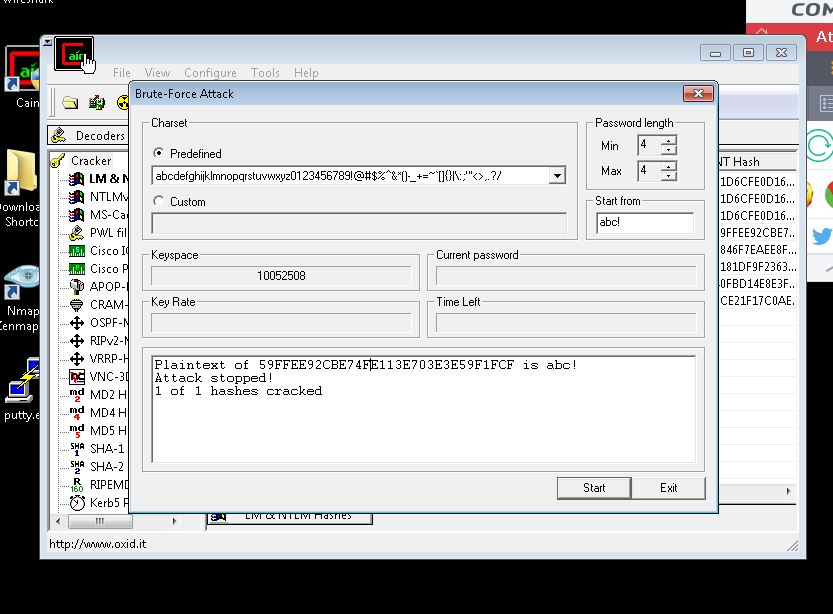 Wireshark
COM
At
Cain
File View Configure Tools Help
Brute-Force Attack
Decoders
Charset
Predefined
abcdefghijklmnopqrstuvwxyz0123456789!@#$%^&*()-_+=~`[]{}|\:;'"<>,.?/
Custom
Password length
Min 4
Max 4
Start from
abc!
Keyspace
10052508
Current password
Key Rate
Time Left
Plaintext of 59FFEE92CBE74FE113E703E3E59F1FCF is abc!
Attack stopped!
1 of 1 hashes cracked
Start
Exit
Cracker
LM & N
NTLMv
MS-Cac
PWL fil
Cisco IO
Cisco P
APOP-
CRAM-
OSPF-M
RIPv2-M
VRRP-H
VNC-3D
MD2 H
MD4 H
MD5 H
SHA-1
SHA-2
RIPEMD
Kerb5 P
NT Hash
1D6CFE0D16...
1D6CFE0D16...
1D6CFE0D16...
9FFEE92CBE7...
846F7EAEE8F...
181DF9F2363...
0FBD14E8E3F...
CE21F17C0AE.
LM & NTLM Hashes
http://www.oxid.it
Downloa
Shortc
Nmap
Zenmap
putty.e